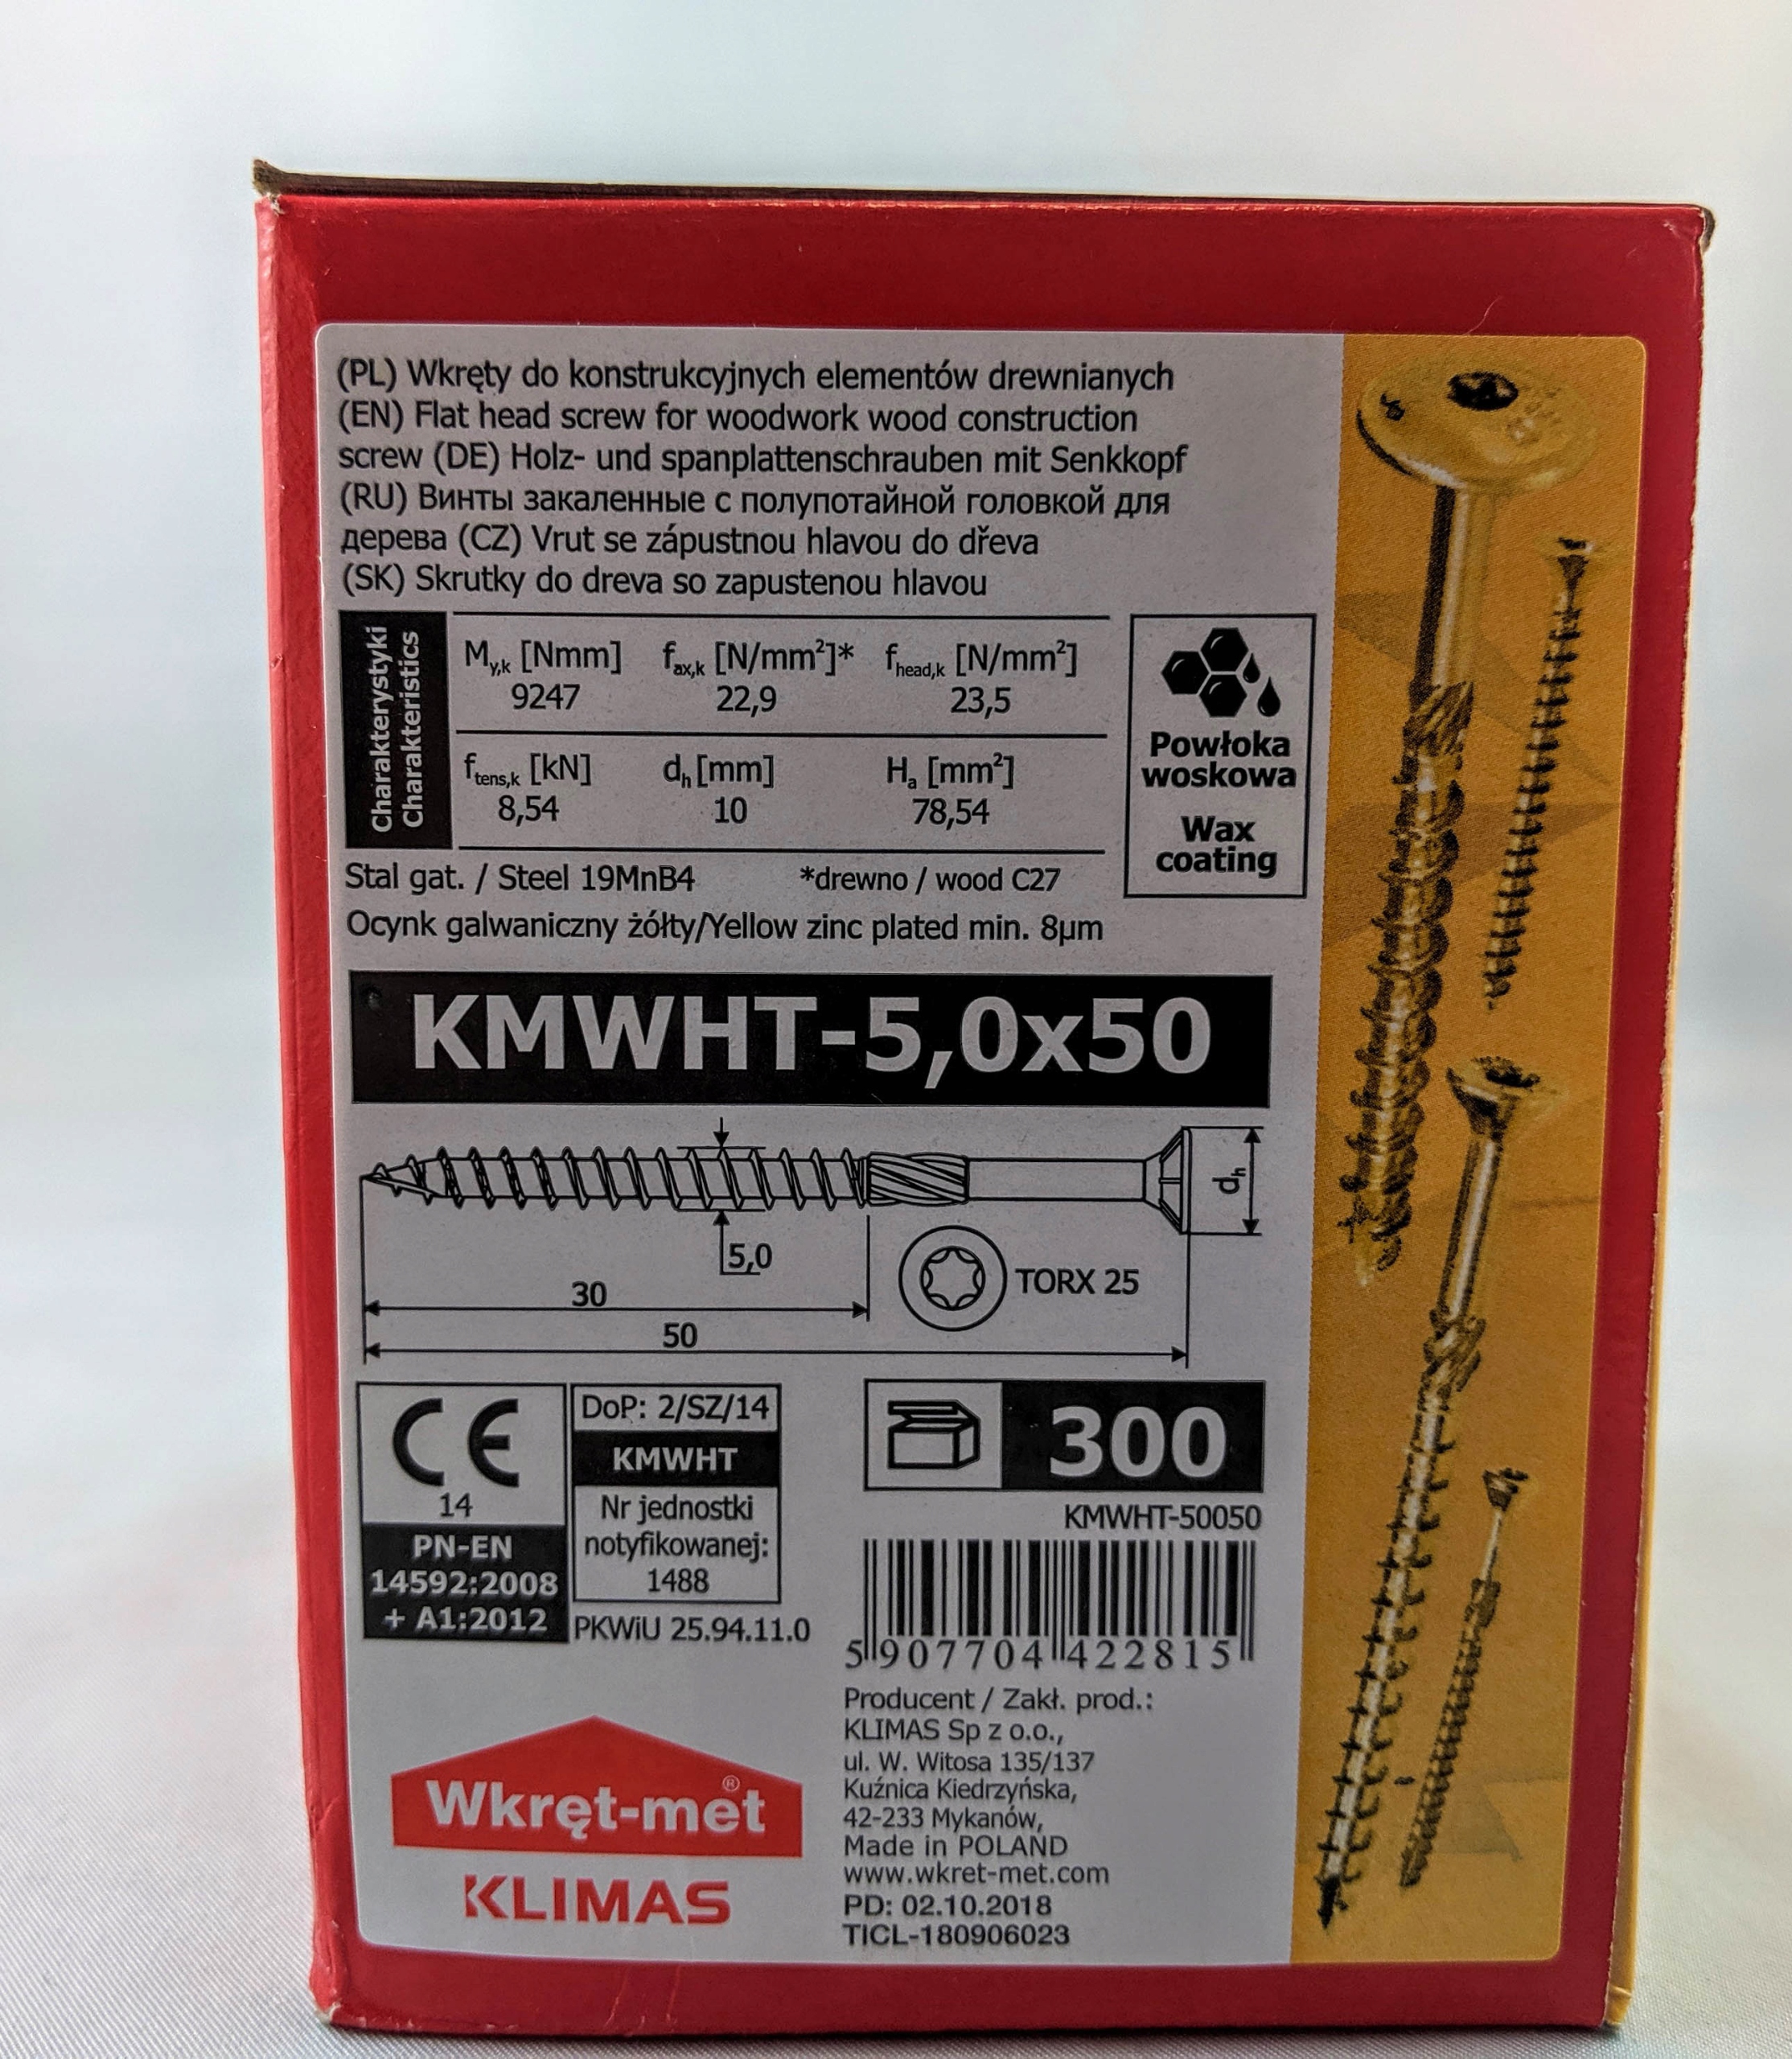 (PL) Wkręty do konstrukcyjnych elementów drewnianych
(EN) Flat head screw for woodwork wood construction
screw (DE) Holz- und spanplattenschrauben mit Senkkopf
(RU) Винты закаленные с полупотайной головкой для
дерева (CZ) Vrut se zápustnou hlavou do dřeva
(SK) Skrutky do dreva so zapustenou hlavou
Charakterystyki
Charakteristics
My,k [Nmm] fax,k [N/mm²]* fhead,k [N/mm²]
9247 22,9 23,5
ftens,k [kN] dh [mm] Ha [mm²]
8,54 10 78,54
Powłoka
woskowa
Wax
coating
Stal gat. / Steel 19MnB4 *drewno / wood C27
Ocynk galwaniczny żółty/Yellow zinc plated min. 8µm
KMWHT-5,0x50
dh
5,0
TORX 25
30
50
CE
14
PN-EN
14592:2008
+ A1:2012
DoP: 2/SZ/14
KMWHT
Nr jednostki
notyfikowanej:
1488
PKWiU 25.94.11.0
300
KMWHT-50050
5 907704 422815
Producent / Zakł. prod.:
KLIMAS Sp z o.o.,
ul. W. Witosa 135/137
Kuźnica Kiedrzyńska,
42-233 Mykanów,
Made in POLAND
www.wkret-met.com
PD: 02.10.2018
TICL-180906023
Wkręt-met®
KLIMAS